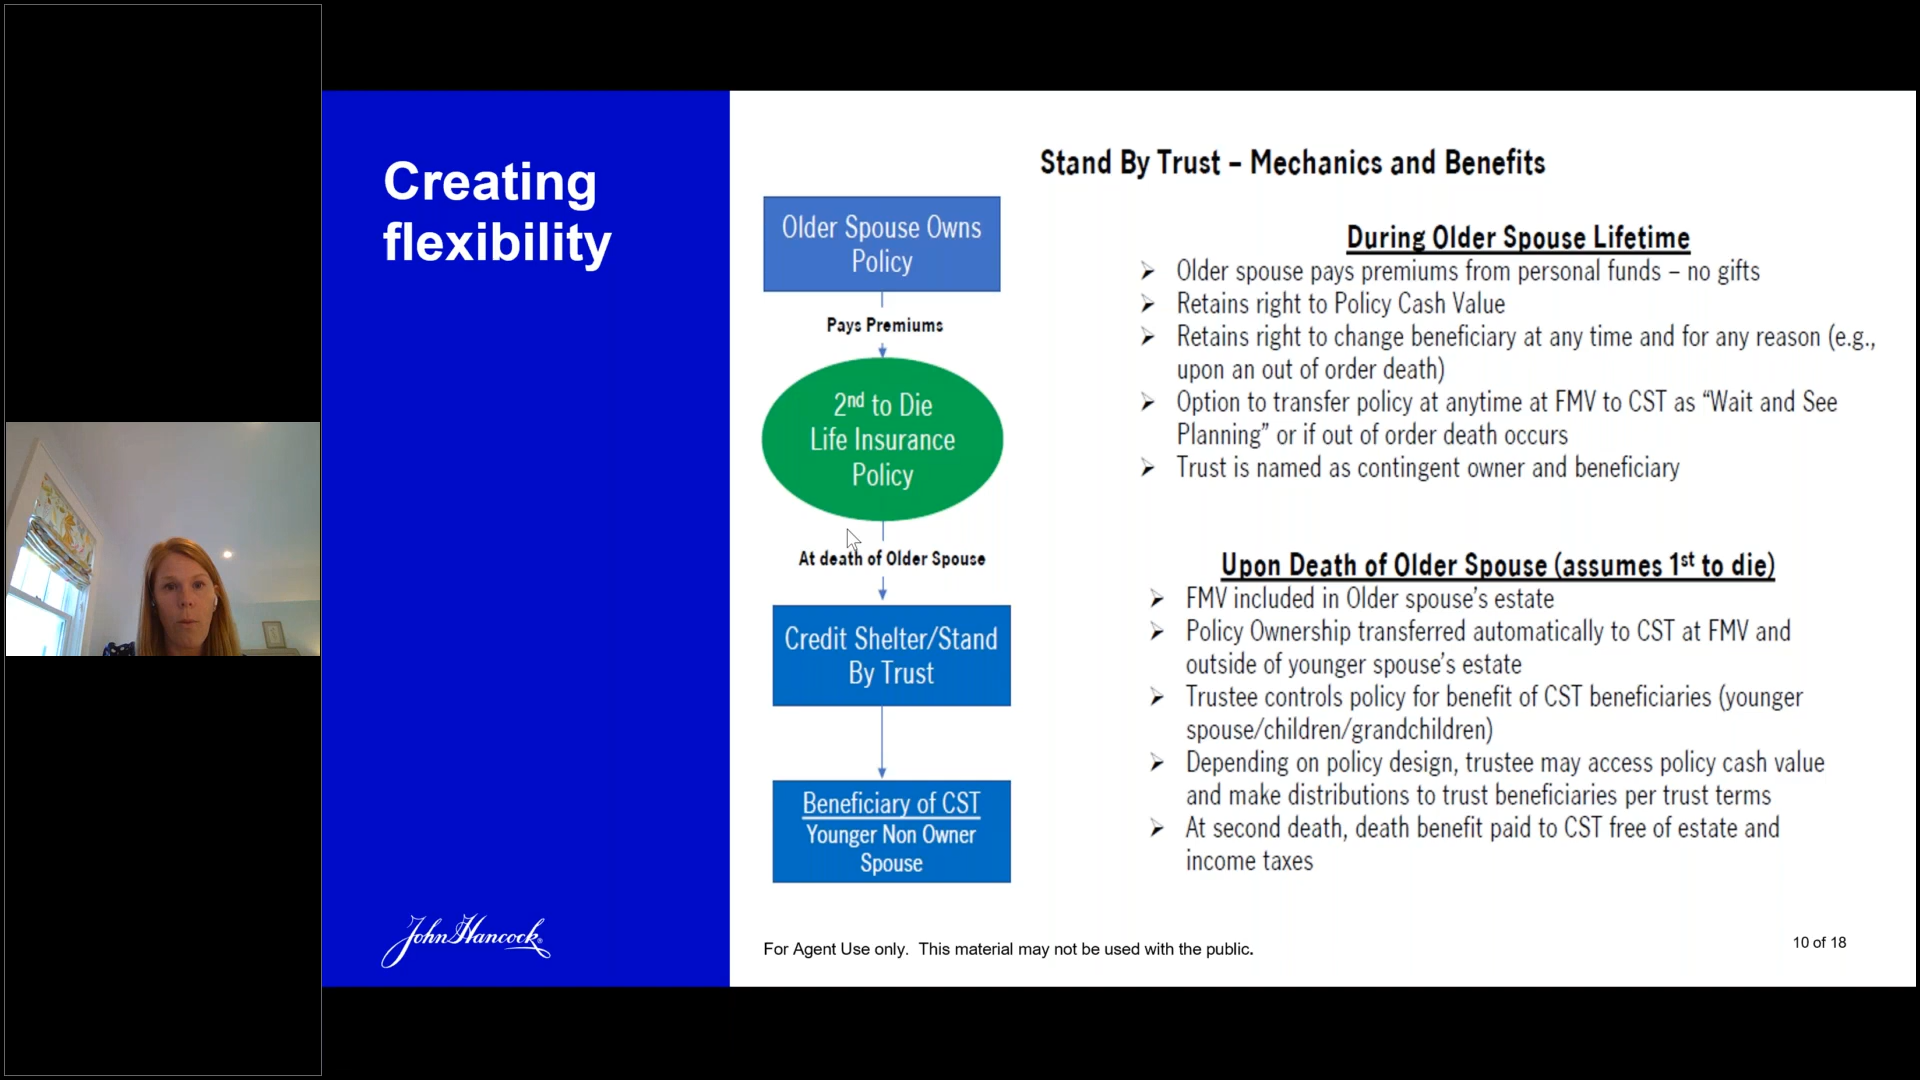 Creating
flexibility
John Hancock®
Stand By Trust – Mechanics and Benefits
Older Spouse Owns
Policy
Pays Premiums
2nd to Die
Life Insurance
Policy
At death of Older Spouse
Credit Shelter/Stand
By Trust
Beneficiary of CST
Younger Non Owner
Spouse
During Older Spouse Lifetime
➢ Older spouse pays premiums from personal funds – no gifts
➢ Retains right to Policy Cash Value
➢ Retains right to change beneficiary at any time and for any reason (e.g.,
upon an out of order death)
➢ Option to transfer policy at anytime at FMV to CST as “Wait and See
Planning” or if out of order death occurs
➢ Trust is named as contingent owner and beneficiary
Upon Death of Older Spouse (assumes 1st to die)
➢ FMV included in Older spouse’s estate
➢ Policy Ownership transferred automatically to CST at FMV and
outside of younger spouse’s estate
➢ Trustee controls policy for benefit of CST beneficiaries (younger
spouse/children/grandchildren)
➢ Depending on policy design, trustee may access policy cash value
and make distributions to trust beneficiaries per trust terms
➢ At second death, death benefit paid to CST free of estate and
income taxes
For Agent Use only. This material may not be used with the public.
10 of 18